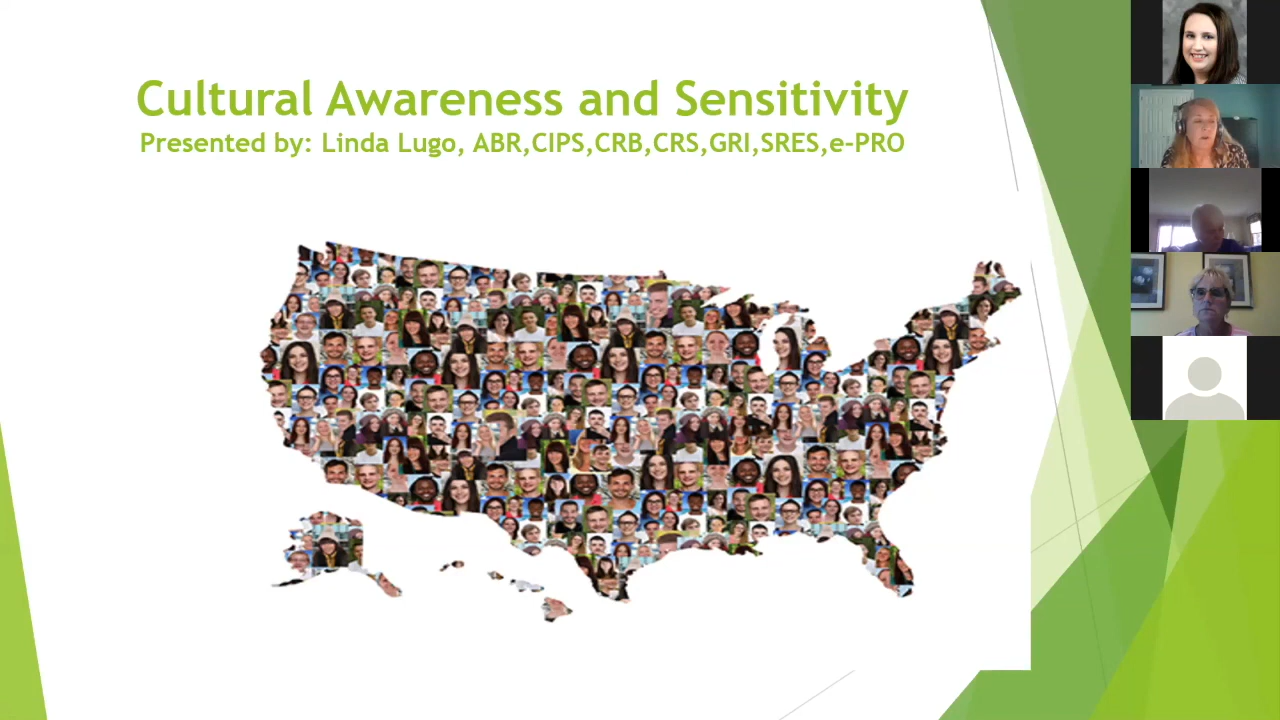 Cultural Awareness and Sensitivity
Presented by: Linda Lugo, ABR,CIPS,CRB,CRS,GRI,SRES,e-PRO